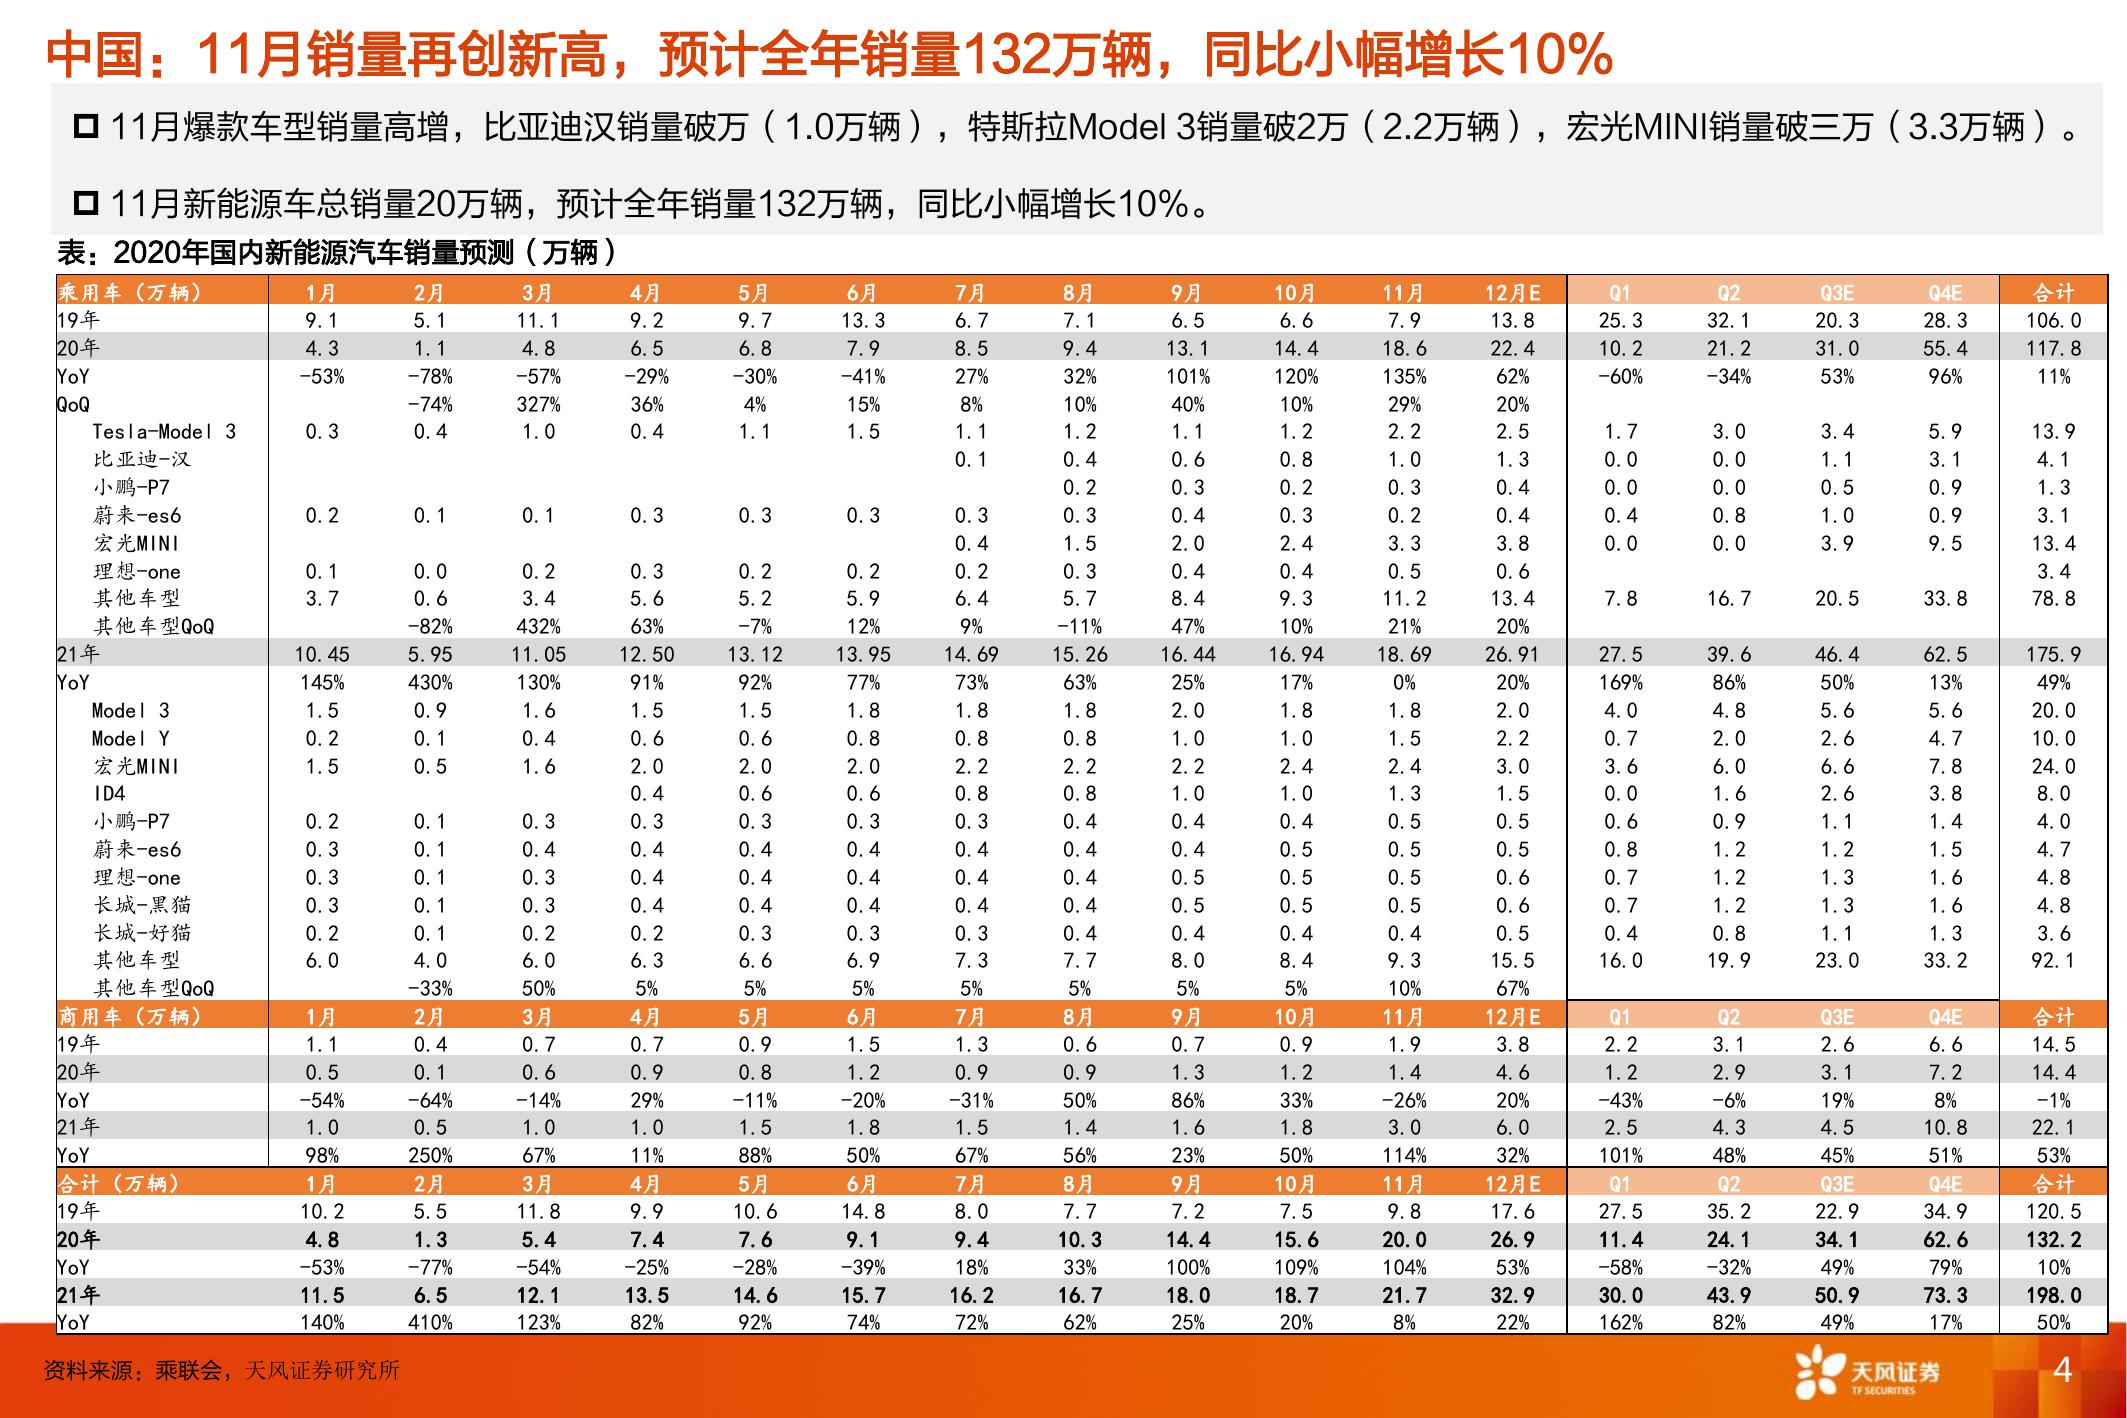 中国：11月销量再创新高，预计全年销量132万辆，同比小幅增长10%
11月爆款车型销量高增，比亚迪汉销量破万（1.0万辆），特斯拉Model 3销量破2万（2.2万辆），宏光MINI销量破三万（3.3万辆）。
11月新能源车总销量20万辆，预计全年销量132万辆，同比小幅增长10%。
表：2020年国内新能源汽车销量预测（万辆）
乘用车（万辆） 1月 2月 3月 4月 5月 6月 7月 8月 9月 10月 11月 12月E Q1 Q2 Q3E Q4E 合计
19年 9.1 5.1 11.1 9.2 9.7 13.3 6.7 7.1 6.5 6.6 7.9 13.8 25.3 32.1 20.3 28.3 106.0
20年 4.3 1.1 4.8 6.5 6.8 7.9 8.5 9.4 13.1 14.4 18.6 22.4 10.2 21.2 31.0 55.4 117.8
YoY -53% -78% -57% -29% -30% -41% 27% 32% 101% 120% 135% 62% -60% -34% 53% 96% 11%
QoQ -74% 327% 36% 4% 15% 8% 10% 40% 10% 29% 20%
Tesla-Model 3 0.3 0.4 1.0 0.4 1.1 1.5 1.1 1.2 1.1 1.2 2.2 2.5 1.7 3.0 3.4 5.9 13.9
比亚迪-汉 0.1 0.4 0.6 0.8 1.0 1.3 0.0 0.0 1.1 3.1 4.1
小鹏-P7 0.2 0.3 0.2 0.3 0.4 0.0 0.0 0.5 0.9 1.3
蔚来-es6 0.2 0.1 0.1 0.3 0.3 0.3 0.3 0.3 0.4 0.3 0.2 0.4 0.4 0.8 1.0 0.9 3.1
宏光MINI 0.4 1.5 2.0 2.4 3.3 3.8 0.0 0.0 3.9 9.5 13.4
理想-one 0.1 0.0 0.2 0.3 0.2 0.2 0.2 0.3 0.4 0.4 0.5 0.6 3.4
其他车型 3.7 0.6 3.4 5.6 5.2 5.9 6.4 5.7 8.4 9.3 11.2 13.4 7.8 16.7 20.5 33.8 78.8
其他车型QoQ -82% 432% 63% -7% 12% 9% -11% 47% 10% 21% 20%
21年 10.45 5.95 11.05 12.50 13.12 13.95 14.69 15.26 16.44 16.94 18.69 26.91 27.5 39.6 46.4 62.5 175.9
YoY 145% 430% 130% 91% 92% 77% 73% 63% 25% 17% 0% 20% 169% 86% 50% 13% 49%
Model 3 1.5 0.9 1.6 1.5 1.5 1.8 1.8 1.8 2.0 1.8 1.8 2.0 4.0 4.8 5.6 5.6 20.0
Model Y 0.2 0.1 0.4 0.6 0.6 0.8 0.8 0.8 1.0 1.0 1.5 2.2 0.7 2.0 2.6 4.7 10.0
宏光MINI 1.5 0.5 1.6 2.0 2.0 2.0 2.2 2.2 2.2 2.4 2.4 3.0 3.6 6.0 6.6 7.8 24.0
ID4 0.4 0.6 0.6 0.8 0.8 1.0 1.0 1.3 1.5 0.0 1.6 2.6 3.8 8.0
小鹏-P7 0.2 0.1 0.3 0.3 0.3 0.3 0.3 0.4 0.4 0.4 0.5 0.5 0.6 0.9 1.1 1.4 4.0
蔚来-es6 0.3 0.1 0.4 0.4 0.4 0.4 0.4 0.4 0.4 0.5 0.5 0.5 0.8 1.2 1.2 1.5 4.7
理想-one 0.3 0.1 0.3 0.4 0.4 0.4 0.4 0.4 0.5 0.5 0.5 0.6 0.7 1.2 1.3 1.6 4.8
长城-黑猫 0.3 0.1 0.3 0.4 0.4 0.4 0.4 0.4 0.5 0.5 0.5 0.6 0.7 1.2 1.3 1.6 4.8
长城-好猫 0.2 0.1 0.2 0.2 0.3 0.3 0.3 0.4 0.4 0.4 0.4 0.5 0.4 0.8 1.1 1.3 3.6
其他车型 6.0 4.0 6.0 6.3 6.6 6.9 7.3 7.7 8.0 8.4 9.3 15.5 16.0 19.9 23.0 33.2 92.1
其他车型QoQ -33% 50% 5% 5% 5% 5% 5% 5% 5% 10% 67%
商用车（万辆） 1月 2月 3月 4月 5月 6月 7月 8月 9月 10月 11月 12月E Q1 Q2 Q3E Q4E 合计
19年 1.1 0.4 0.7 0.7 0.9 1.5 1.3 0.6 0.7 0.9 1.9 3.8 2.2 3.1 2.6 6.6 14.5
20年 0.5 0.1 0.6 0.9 0.8 1.2 0.9 0.9 1.3 1.2 1.4 4.6 1.2 2.9 3.1 7.2 14.4
YoY -54% -64% -14% 29% -11% -20% -31% 50% 86% 33% -26% 20% -43% -6% 19% 8% -1%
21年 1.0 0.5 1.0 1.0 1.5 1.8 1.5 1.4 1.6 1.8 3.0 6.0 2.5 4.3 4.5 10.8 22.1
YoY 98% 250% 67% 11% 88% 50% 67% 56% 23% 50% 114% 32% 101% 48% 45% 51% 53%
合计（万辆） 1月 2月 3月 4月 5月 6月 7月 8月 9月 10月 11月 12月E Q1 Q2 Q3E Q4E 合计
19年 10.2 5.5 11.8 9.9 10.6 14.8 8.0 7.7 7.2 7.5 9.8 17.6 27.5 35.2 22.9 34.9 120.5
20年 4.8 1.3 5.4 7.4 7.6 9.1 9.4 10.3 14.4 15.6 20.0 26.9 11.4 24.1 34.1 62.6 132.2
YoY -53% -77% -54% -25% -28% -39% 18% 33% 100% 109% 104% 53% -58% -32% 49% 79% 10%
21年 11.5 6.5 12.1 13.5 14.6 15.7 16.2 16.7 18.0 18.7 21.7 32.9 30.0 43.9 50.9 73.3 198.0
YoY 140% 410% 123% 82% 92% 74% 72% 62% 25% 20% 8% 22% 162% 82% 49% 17% 50%
资料来源：乘联会，天风证券研究所
天风证券
TF SECURITIES
4